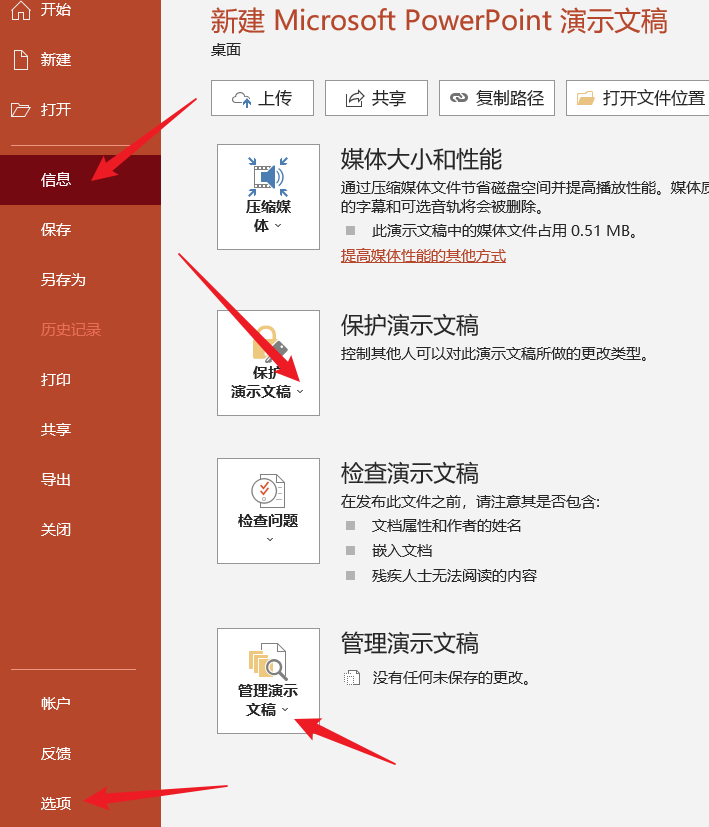 开始
新建
打开
信息
保存
另存为
历史记录
打印
共享
导出
关闭
帐户
反馈
选项
新建 Microsoft PowerPoint 演示文稿
桌面
上传
共享
复制路径
打开文件位置
压缩媒
体
媒体大小和性能
通过压缩媒体文件节省磁盘空间并提高播放性能。媒体质
的字幕和可选音轨将会被删除。
此演示文稿中的媒体文件占用 0.51 MB。
提高媒体性能的其他方式
保护
演示文稿
保护演示文稿
控制其他人可以对此演示文稿所做的更改类型。
检查问题
检查演示文稿
在发布此文件之前，请注意其是否包含:
文档属性和作者的姓名
嵌入文档
残疾人士无法阅读的内容
管理演示
文稿
管理演示文稿
没有任何未保存的更改。